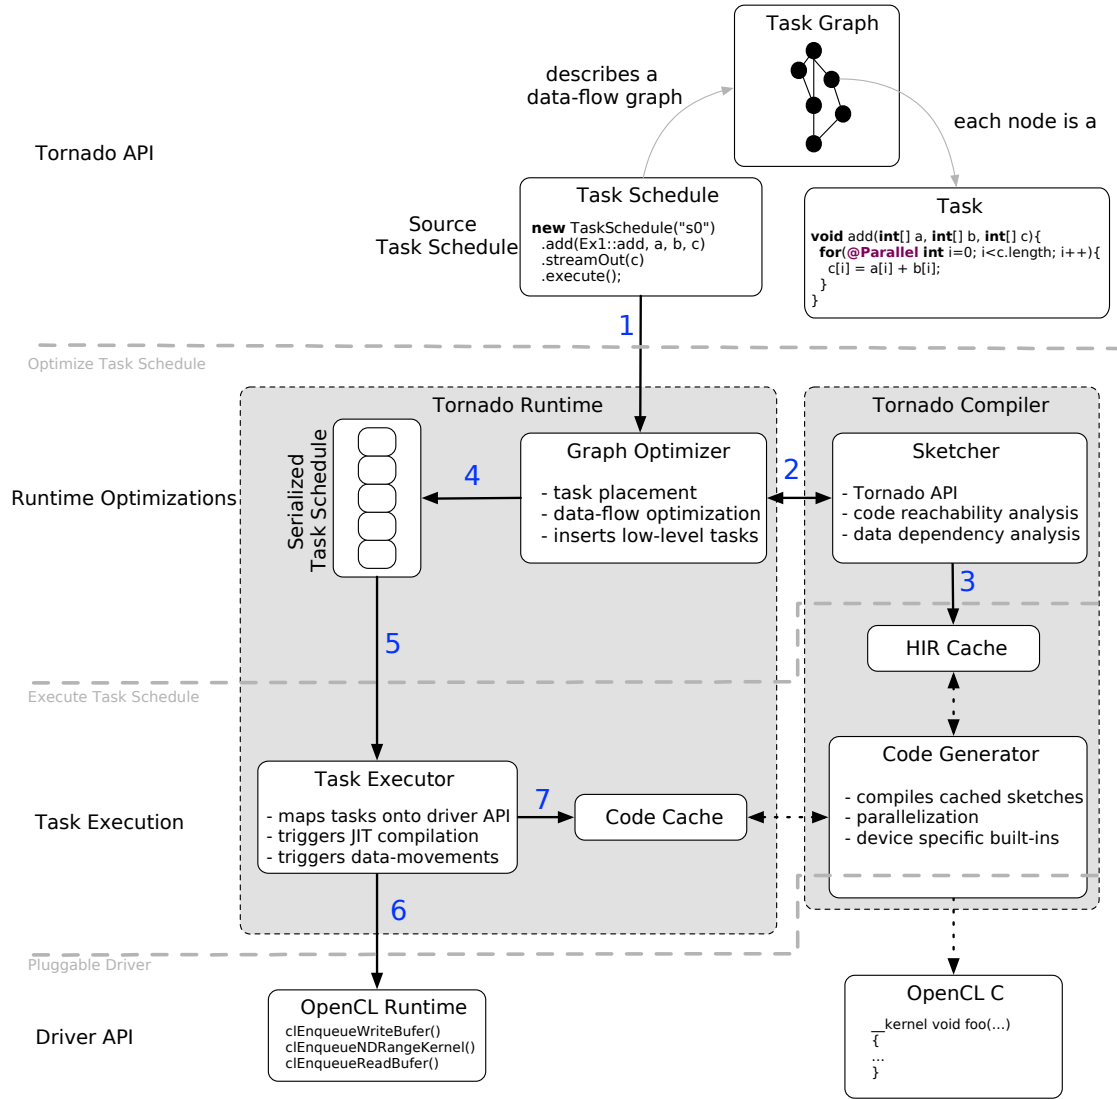 Task Graph
describes a
data-flow graph
each node is a
Tornado API
Source
Task Schedule
Task Schedule
new TaskSchedule("s0")
.add(Ex1::add, a, b, c)
.streamOut(c)
.execute();
Task
void add(int[] a, int[] b, int[] c){
for(@Parallel int i=0; i<c.length; i++){
c[i] = a[i] + b[i];
}
}
1
Optimize Task Schedule
Tornado Runtime
Tornado Compiler
Runtime Optimizations
Serialized
Task Schedule
4
Graph Optimizer
- task placement
- data-flow optimization
- inserts low-level tasks
2
Sketcher
- Tornado API
- code reachability analysis
- data dependency analysis
3
5
HIR Cache
Execute Task Schedule
Task Execution
Task Executor
- maps tasks onto driver API
- triggers JIT compilation
- triggers data-movements
7
Code Cache
Code Generator
- compiles cached sketches
- parallelization
- device specific built-ins
6
Pluggable Driver
Driver API
OpenCL Runtime
clEnqueueWriteBufer()
clEnqueueNDRangeKernel()
clEnqueueReadBufer()
OpenCL C
__kernel void foo(...)
{
...
}